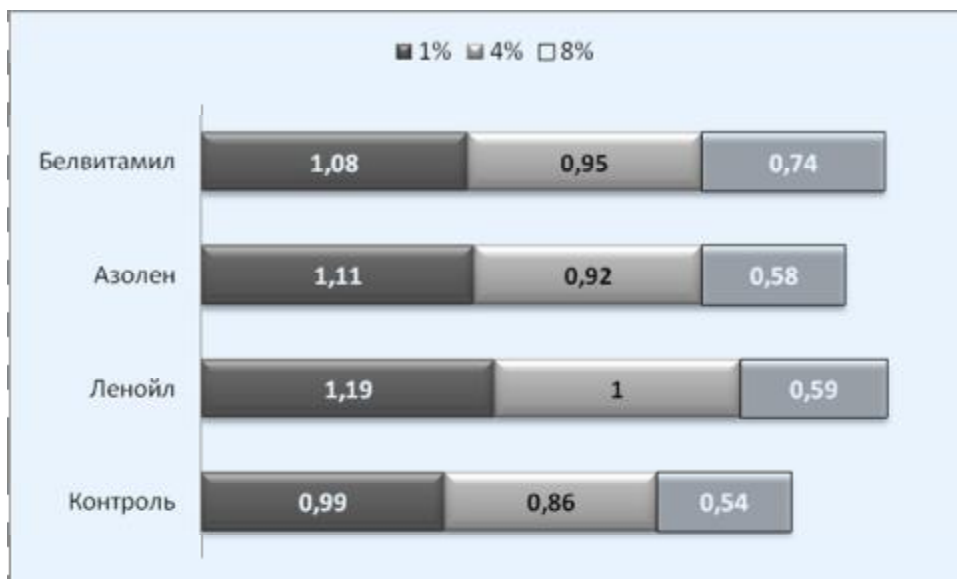 1% 4% 8%
Белвитамил 1,08 0,95 0,74
Азолен 1,11 0,92 0,58
Ленойл 1,19 1 0,59
Контроль 0,99 0,86 0,54